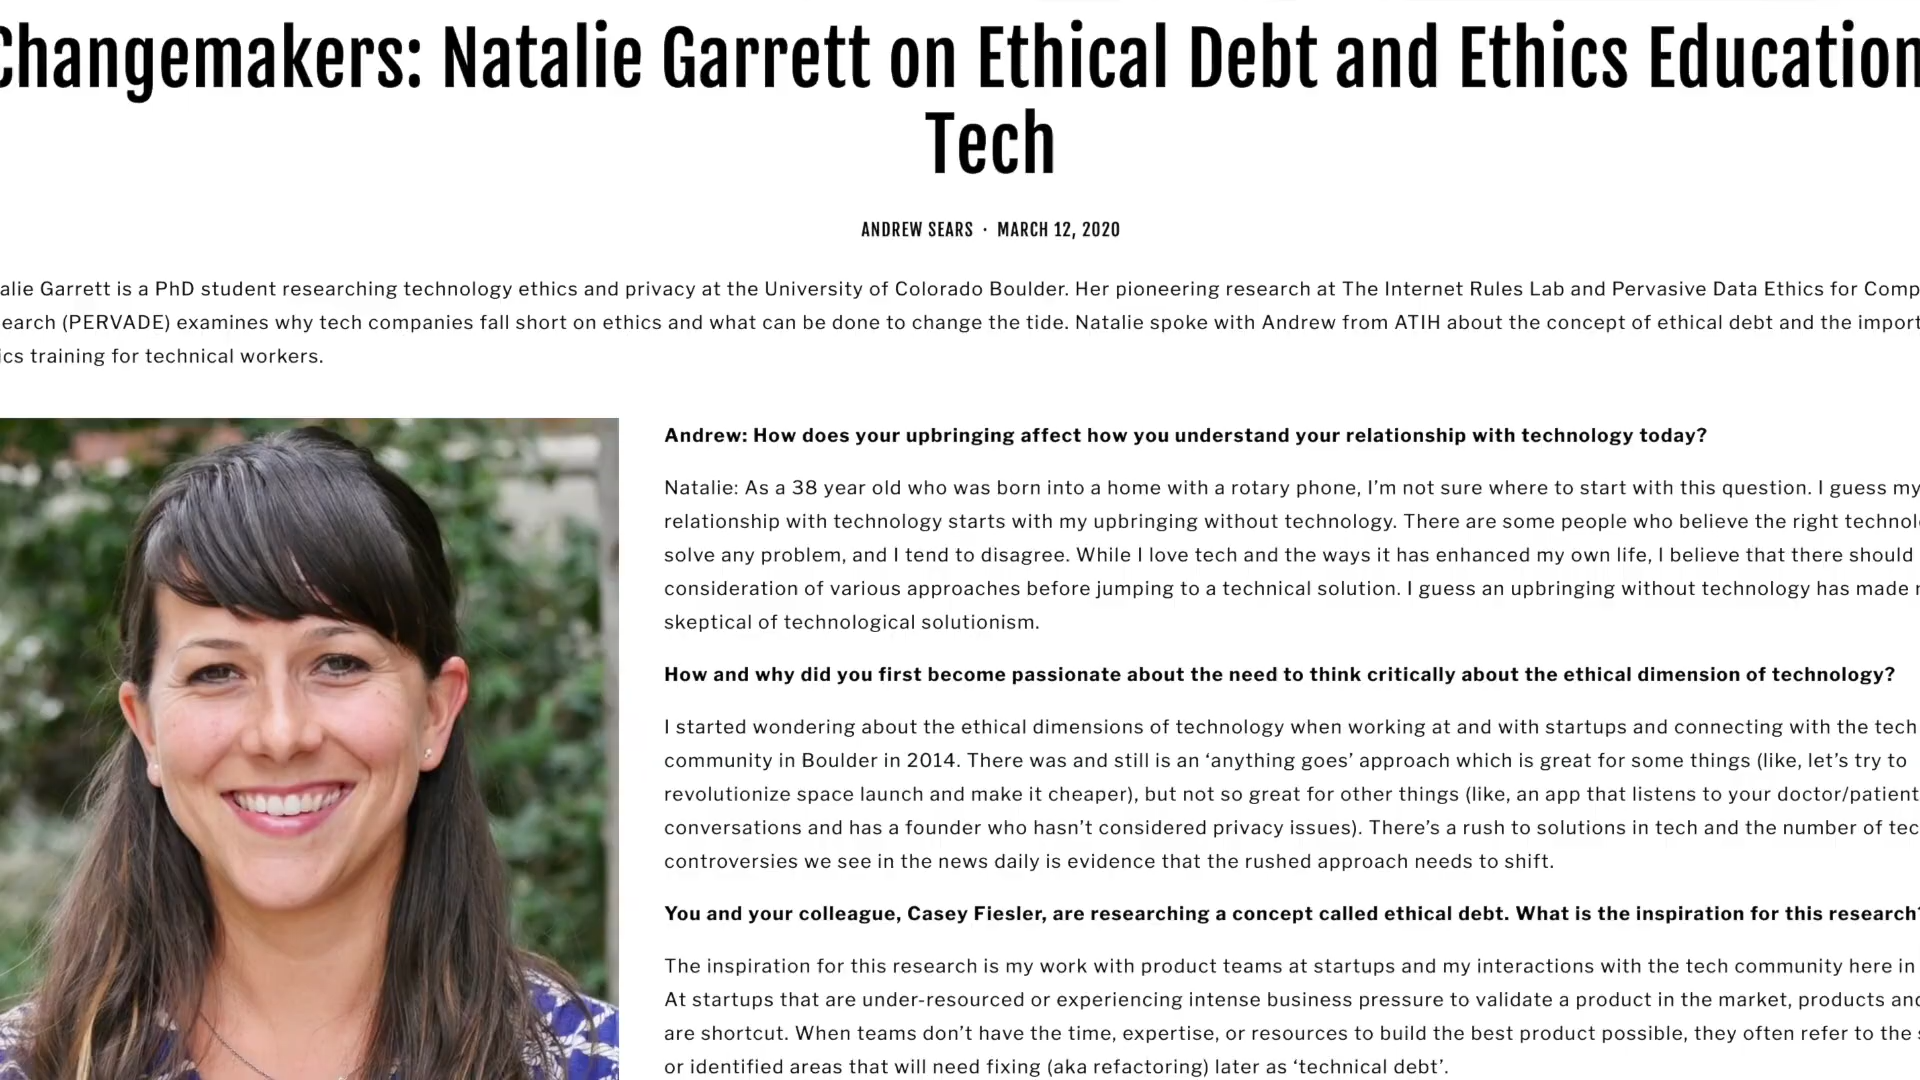 Changemakers: Natalie Garrett on Ethical Debt and Ethics Education
Tech
ANDREW SEARS · MARCH 12, 2020
alie Garrett is a PhD student researching technology ethics and privacy at the University of Colorado Boulder. Her pioneering research at The Internet Rules Lab and Pervasive Data Ethics for Comp
earch (PERVADE) examines why tech companies fall short on ethics and what can be done to change the tide. Natalie spoke with Andrew from ATIH about the concept of ethical debt and the import
ics training for technical workers.
Andrew: How does your upbringing affect how you understand your relationship with technology today?
Natalie: As a 38 year old who was born into a home with a rotary phone, I’m not sure where to start with this question. I guess my
relationship with technology starts with my upbringing without technology. There are some people who believe the right technol
solve any problem, and I tend to disagree. While I love tech and the ways it has enhanced my own life, I believe that there should
consideration of various approaches before jumping to a technical solution. I guess an upbringing without technology has made
skeptical of technological solutionism.
How and why did you first become passionate about the need to think critically about the ethical dimension of technology?
I started wondering about the ethical dimensions of technology when working at and with startups and connecting with the tech
community in Boulder in 2014. There was and still is an ‘anything goes’ approach which is great for some things (like, let’s try to
revolutionize space launch and make it cheaper), but not so great for other things (like, an app that listens to your doctor/patient
conversations and has a founder who hasn’t considered privacy issues). There’s a rush to solutions in tech and the number of tec
controversies we see in the news daily is evidence that the rushed approach needs to shift.
You and your colleague, Casey Fiesler, are researching a concept called ethical debt. What is the inspiration for this research?
The inspiration for this research is my work with product teams at startups and my interactions with the tech community here in
At startups that are under-resourced or experiencing intense business pressure to validate a product in the market, products and
are shortcut. When teams don’t have the time, expertise, or resources to build the best product possible, they often refer to the
or identified areas that will need fixing (aka refactoring) later as ‘technical debt’.